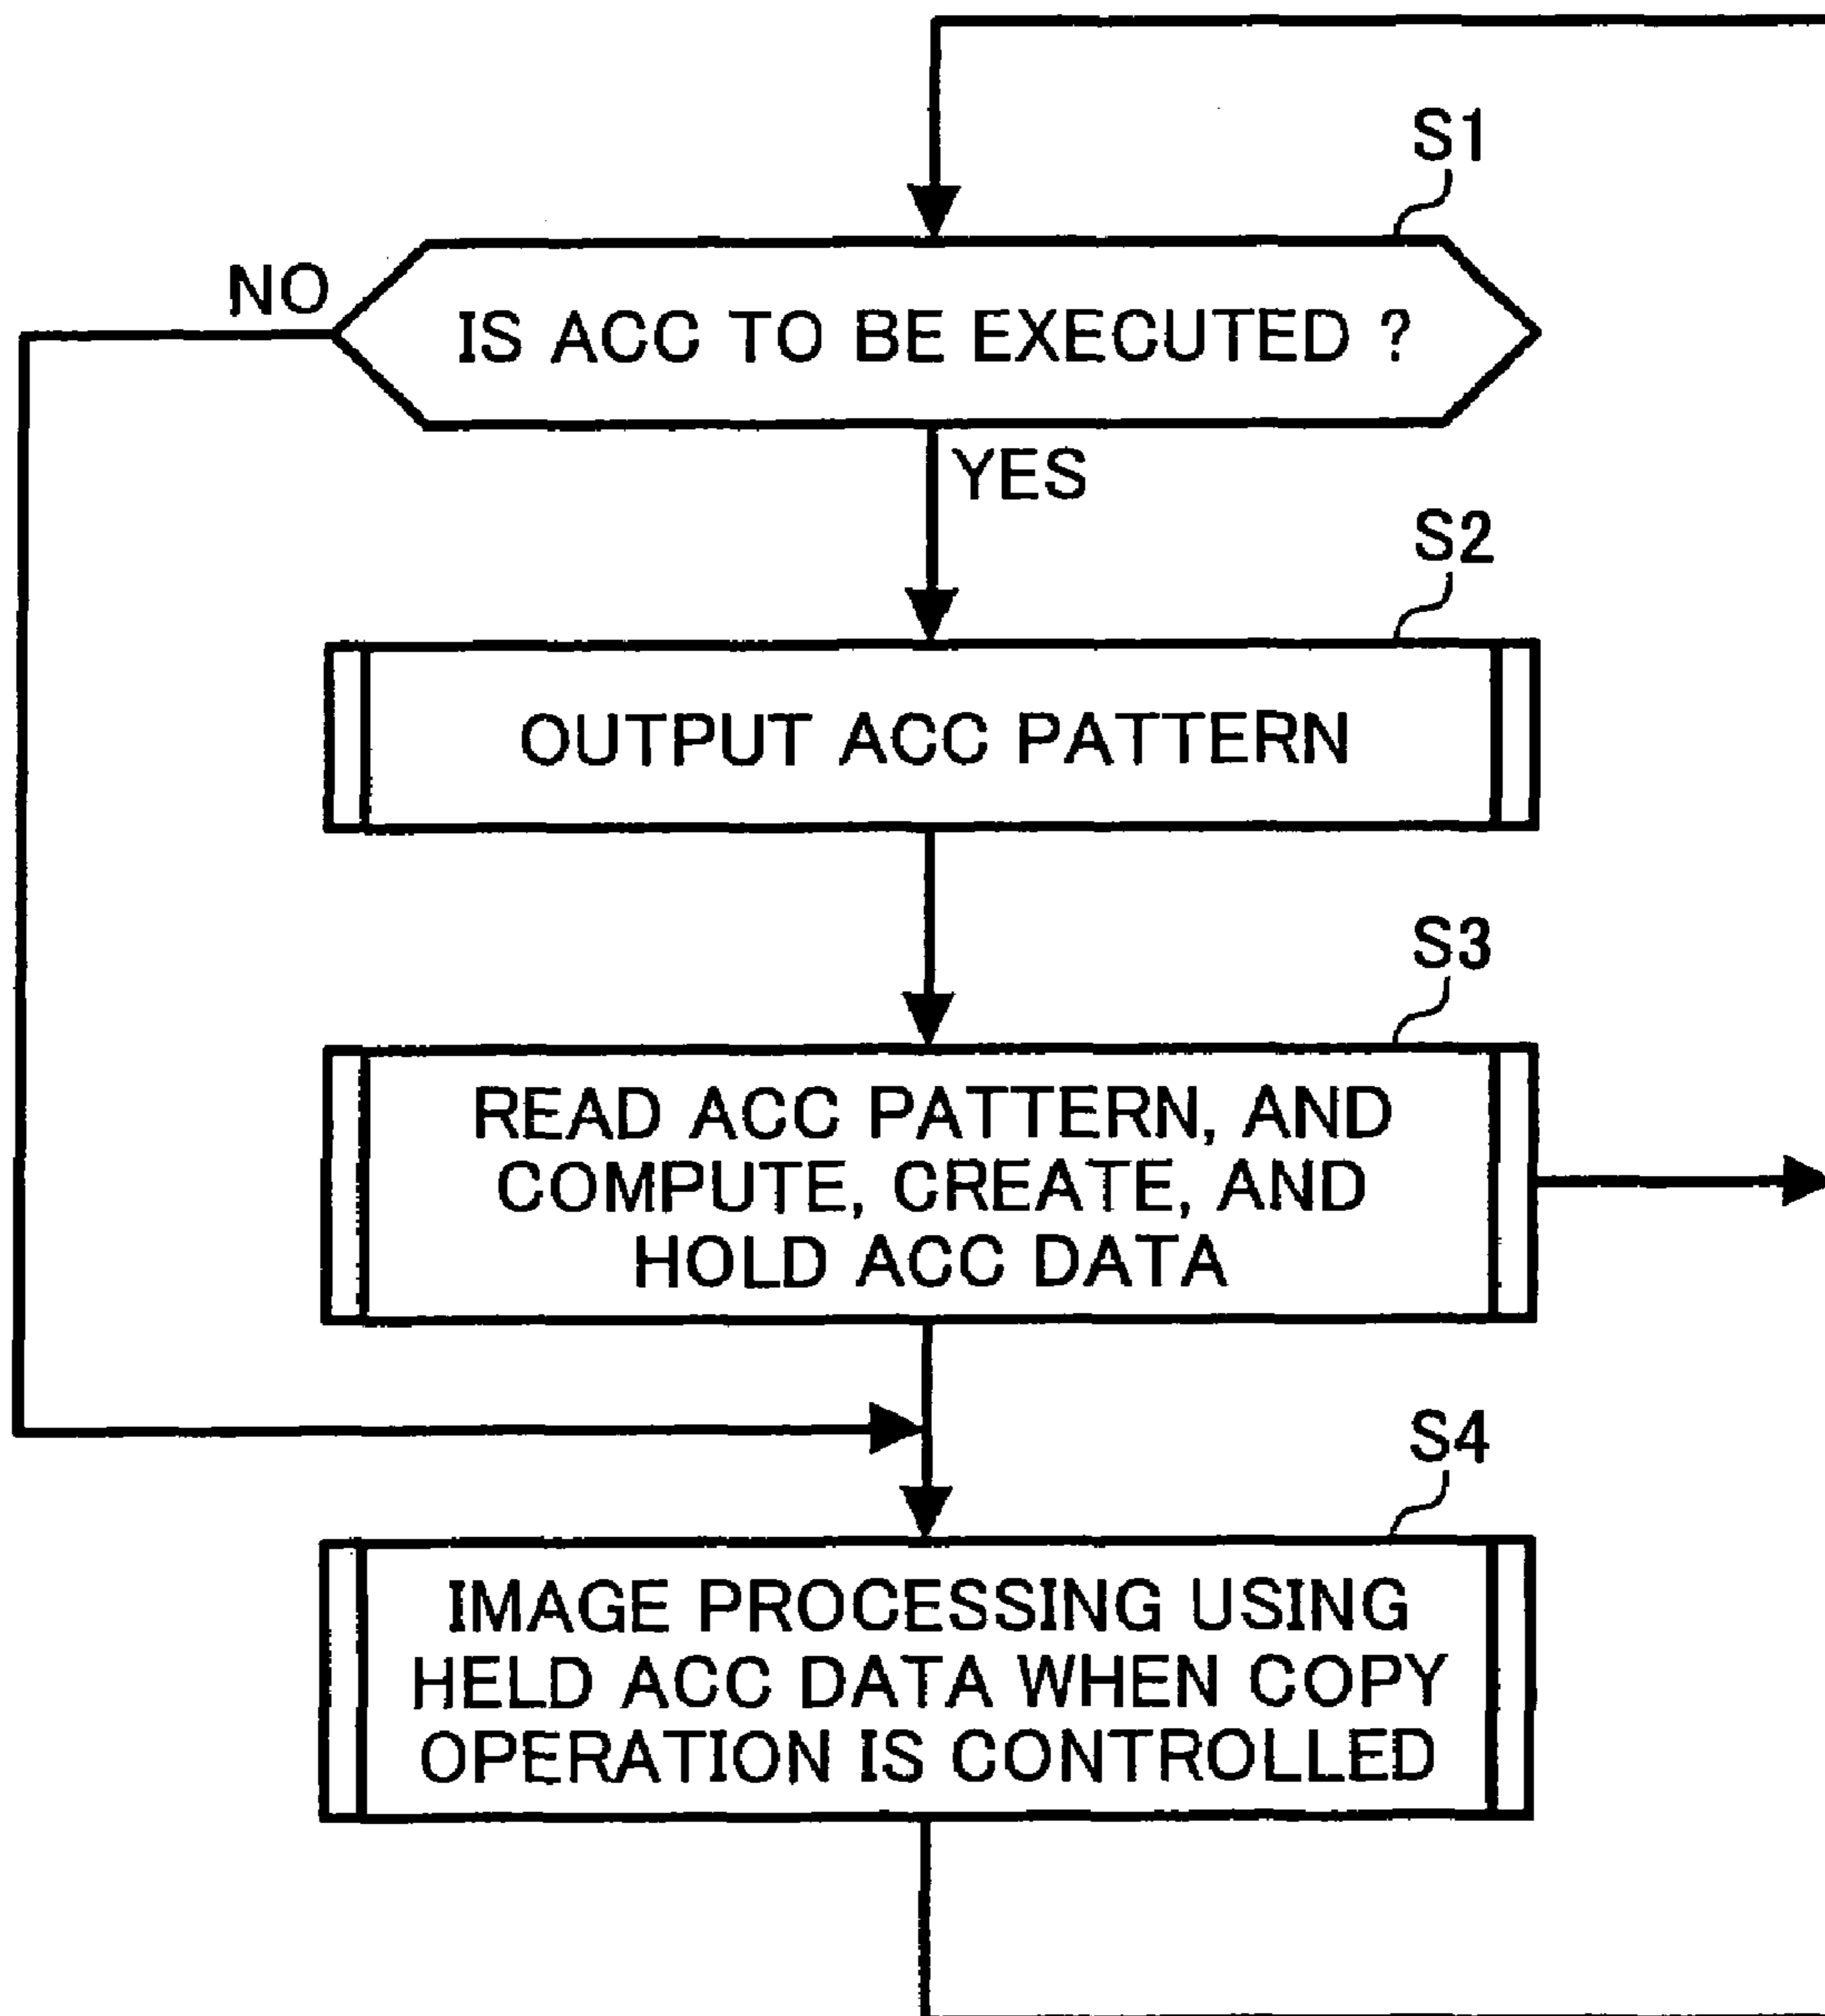 S1
NO
IS ACC TO BE EXECUTED ?
YES
S2
OUTPUT ACC PATTERN
S3
READ ACC PATTERN, AND
COMPUTE, CREATE, AND
HOLD ACC DATA
S4
IMAGE PROCESSING USING
HELD ACC DATA WHEN COPY
OPERATION IS CONTROLLED